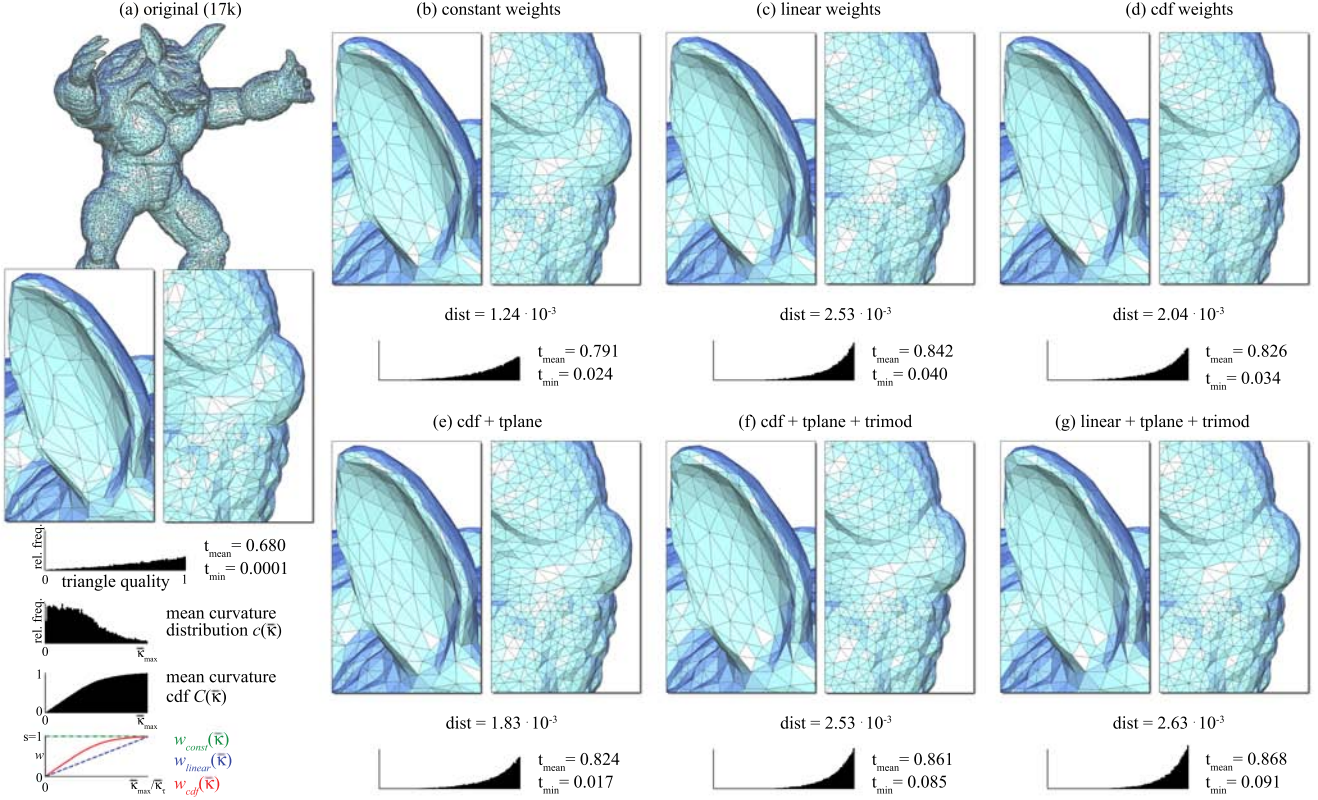 (a) original (17k)
(b) constant weights
(c) linear weights
(d) cdf weights
dist = 1.24 · 10⁻³
dist = 2.53 · 10⁻³
dist = 2.04 · 10⁻³
t_mean = 0.791
t_min = 0.024
t_mean = 0.842
t_min = 0.040
t_mean = 0.826
t_min = 0.034
(e) cdf + tplane
(f) cdf + tplane + trimod
(g) linear + tplane + trimod
rel. freq.
0 triangle quality 1
t_mean = 0.680
t_min = 0.0001
rel. freq.
0 κ̄_max
mean curvature
distribution c(κ̄)
1
0
κ̄_max
mean curvature
cdf C(κ̄)
s=1
w
0
0 κ̄_max/κ̄_t
w_const(κ̄)
w_linear(κ̄)
w_cdf(κ̄)
dist = 1.83 · 10⁻³
dist = 2.53 · 10⁻³
dist = 2.63 · 10⁻³
t_mean = 0.824
t_min = 0.017
t_mean = 0.861
t_min = 0.085
t_mean = 0.868
t_min = 0.091